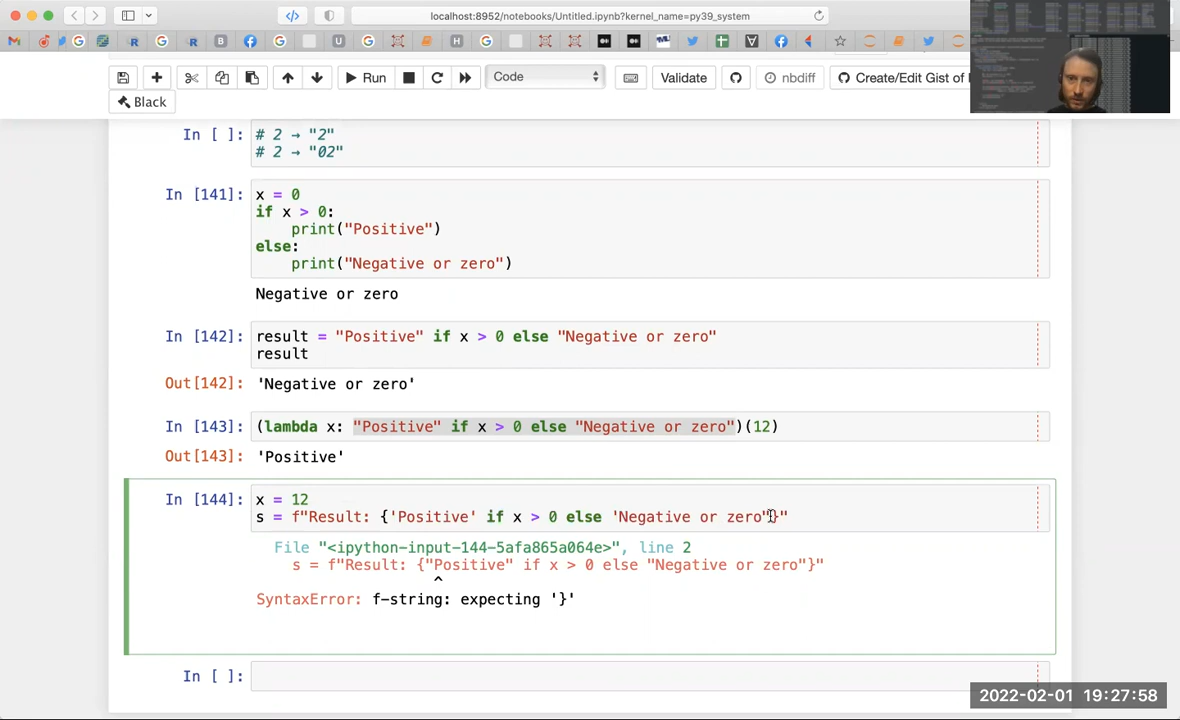 localhost:8952/notebooks/Untitled.ipynb?kernel_name=py39_system
Run
Code
Validate
nbdiff
Create/Edit Gist of
Black
In [ ]:
# 2 → "2"
# 2 → "02"
In [141]:
x = 0
if x > 0:
    print("Positive")
else:
    print("Negative or zero")
Negative or zero
In [142]:
result = "Positive" if x > 0 else "Negative or zero"
result
Out[142]:
'Negative or zero'
In [143]:
(lambda x: "Positive" if x > 0 else "Negative or zero")(12)
Out[143]:
'Positive'
In [144]:
x = 12
s = f"Result: {'Positive' if x > 0 else 'Negative or zero"}"
File "<ipython-input-144-5afa865a064e>", line 2
s = f"Result: {"Positive" if x > 0 else "Negative or zero"}"
^
SyntaxError: f-string: expecting '}'
In [ ]:
2022-02-01 19:27:58